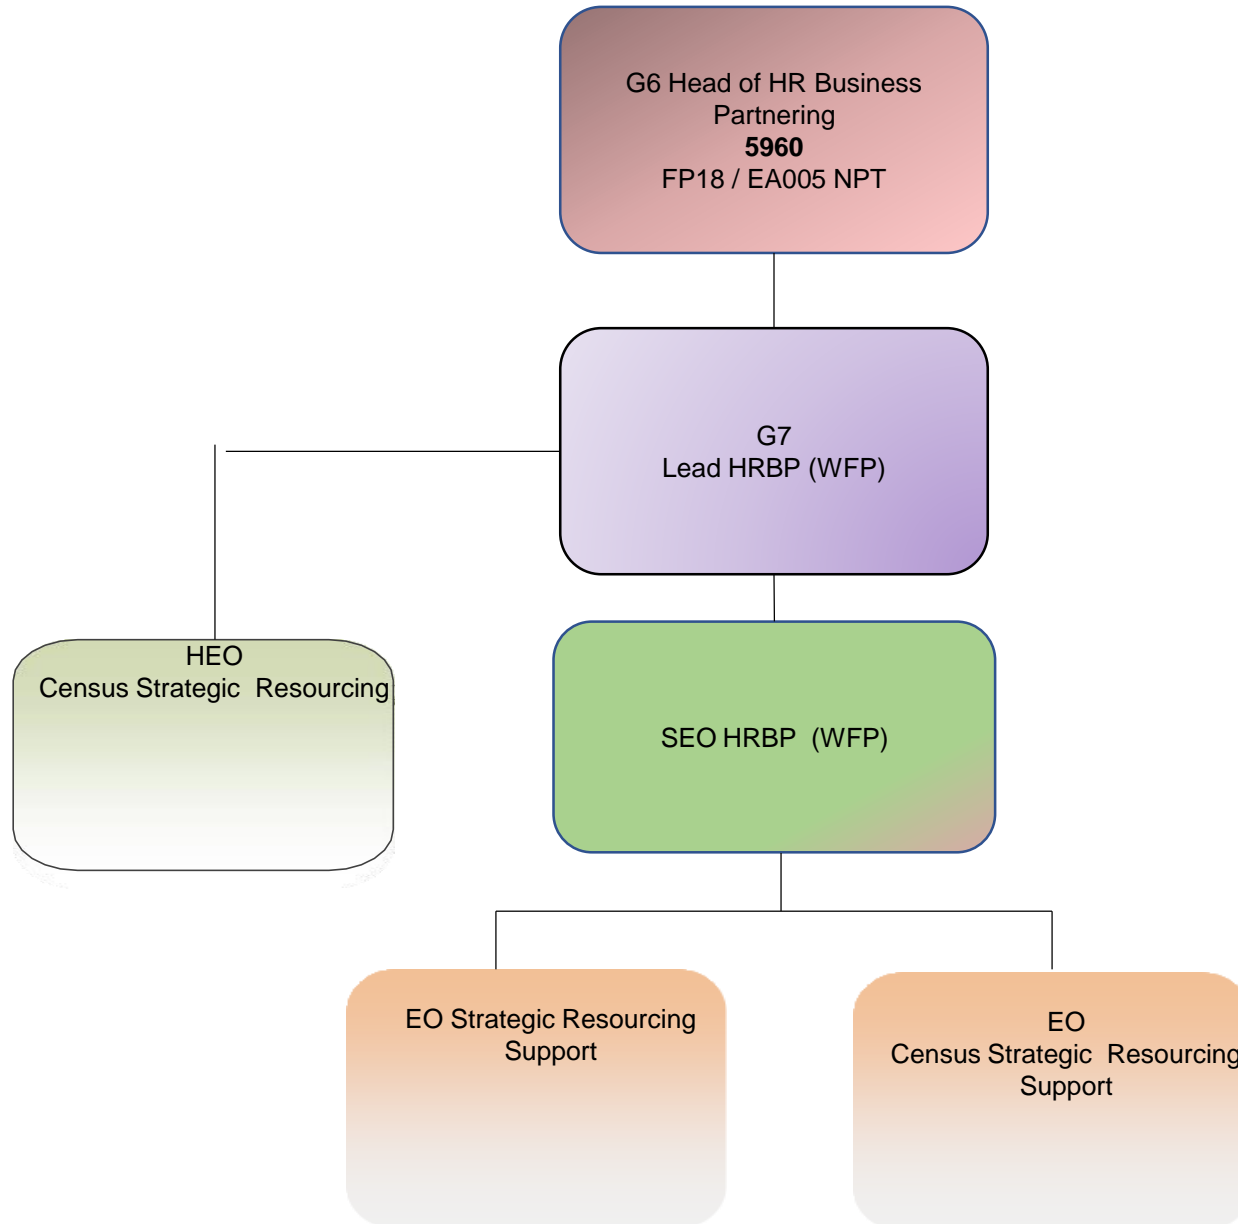 G6 Head of HR Business
Partnering
5960
FP18 / EA005 NPT
G7
Lead HRBP (WFP)
HEO
Census Strategic  Resourcing
SEO HRBP  (WFP)
EO Strategic Resourcing
Support
EO
Census Strategic  Resourcing
Support